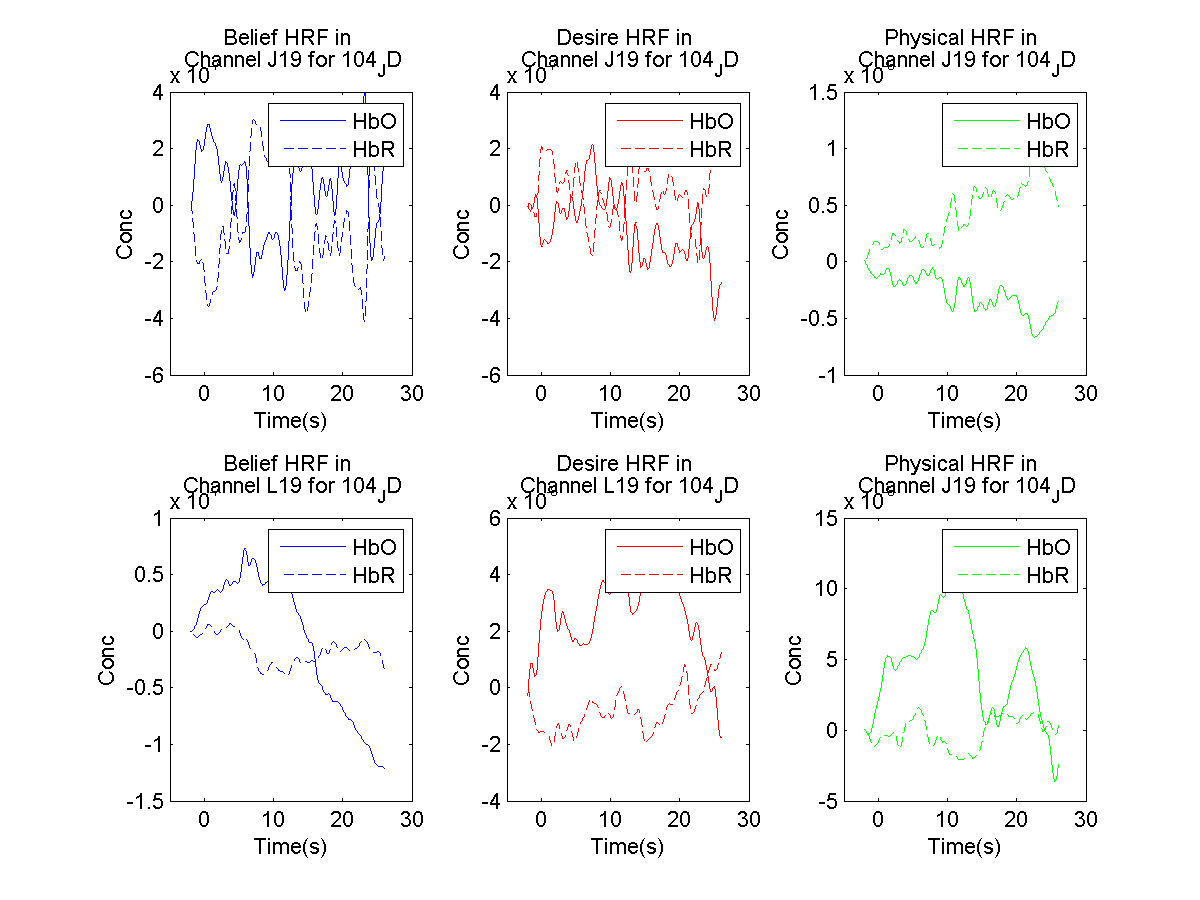 Belief HRF in
Channel J19 for 104JD
x 10
4
2
0
-2
-4
-6
Conc
HbO
HbR
0
10
20
30
Time(s)
Desire HRF in
Channel J19 for 104JD
x 10
4
2
0
-2
-4
-6
Conc
HbO
HbR
0
10
20
30
Time(s)
Physical HRF in
Channel J19 for 104JD
x 10
1.5
1
0.5
0
-0.5
-1
Conc
HbO
HbR
0
10
20
30
Time(s)
Belief HRF in
Channel L19 for 104JD
x 10
1
0.5
0
-0.5
-1
-1.5
Conc
HbO
HbR
0
10
20
30
Time(s)
Desire HRF in
Channel L19 for 104JD
x 10
6
4
2
0
-2
-4
Conc
HbO
HbR
0
10
20
30
Time(s)
Physical HRF in
Channel J19 for 104JD
x 10
15
10
5
0
-5
Conc
HbO
HbR
0
10
20
30
Time(s)